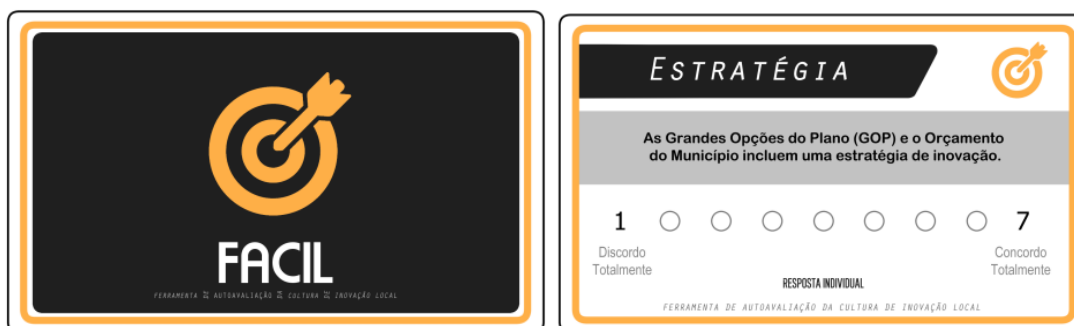 FACIL
FERRAMENTA DE AUTOAVALIAÇÃO DA CULTURA DE INOVAÇÃO LOCAL
ESTRATÉGIA
As Grandes Opções do Plano (GOP) e o Orçamento
do Município incluem uma estratégia de inovação.
1 7
Discordo Concordo
Totalmente Totalmente
RESPOSTA INDIVIDUAL
FERRAMENTA DE AUTOAVALIAÇÃO DA CULTURA DE INOVAÇÃO LOCAL